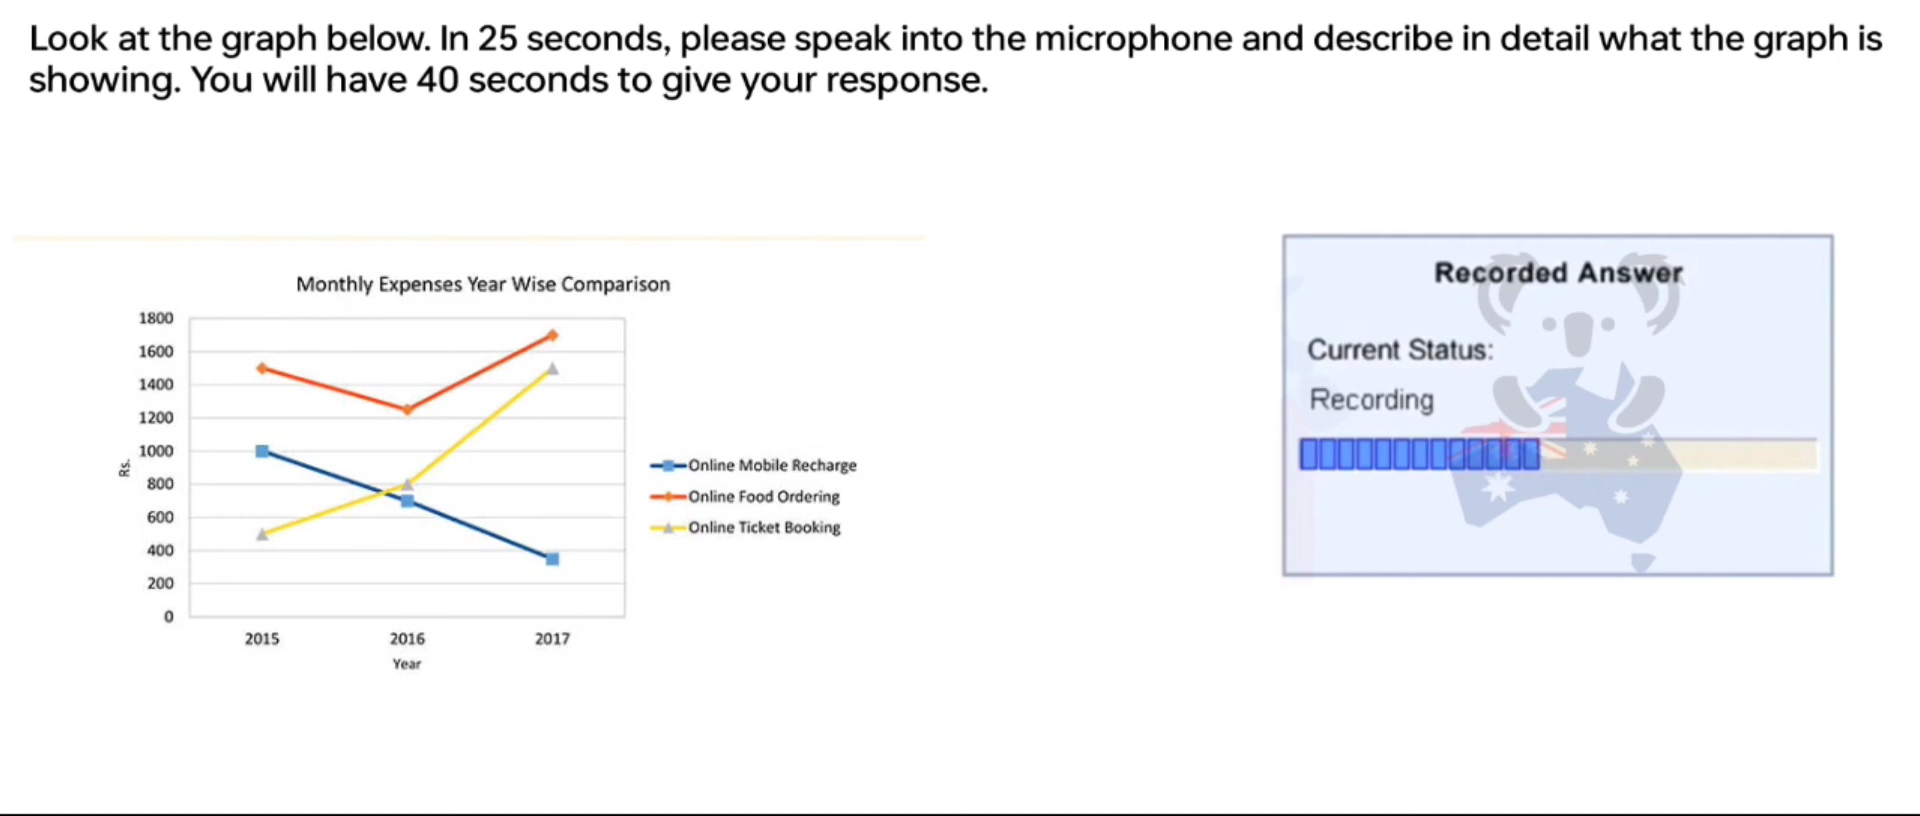 Look at the graph below. In 25 seconds, please speak into the microphone and describe in detail what the graph is
showing. You will have 40 seconds to give your response.
Monthly Expenses Year Wise Comparison
1800
1600
1400
1200
1000
800
600
400
200
0
Rs.
2015 2016 2017
Year
Online Mobile Recharge
Online Food Ordering
Online Ticket Booking
Recorded Answer
Current Status:
Recording